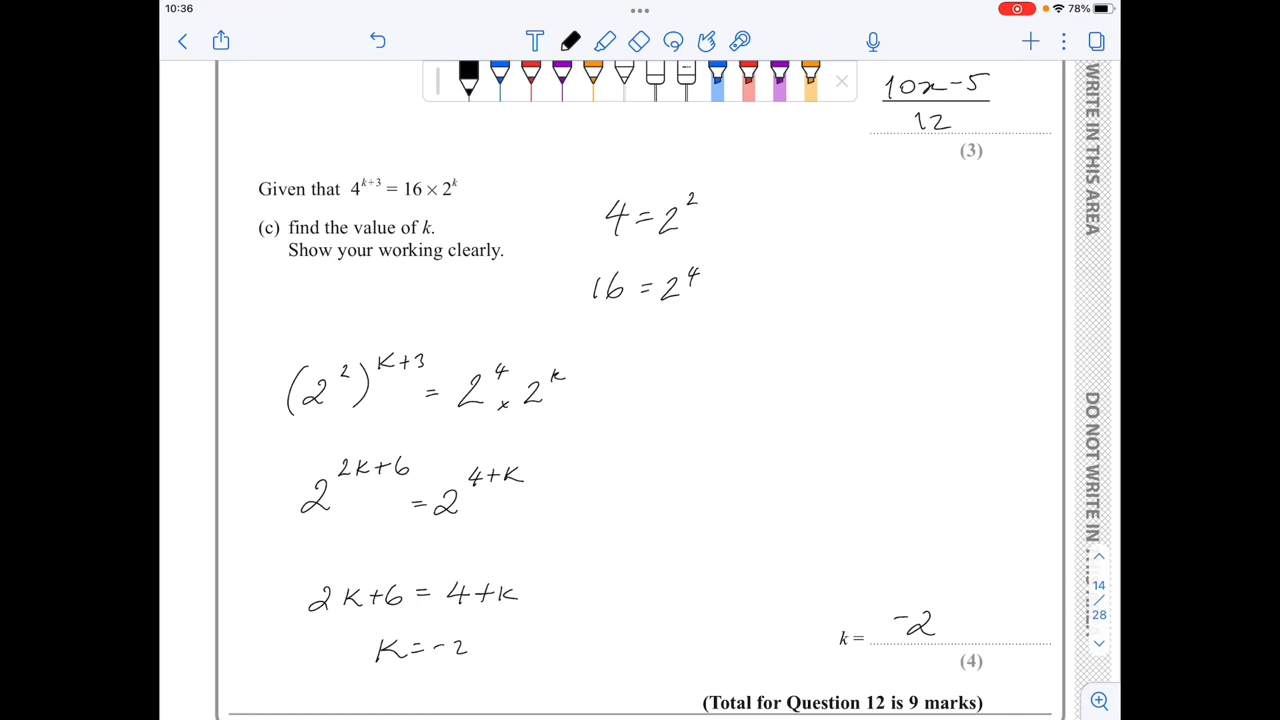 10:36
78%
T
10x-5
12
(3)
Given that 4^{k+3} = 16 × 2^k
(c) find the value of k.
Show your working clearly.
4 = 2^2
16 = 2^4
(2^2)^{k+3} = 2^4 × 2^k
2^{2k+6} = 2^{4+k}
2k+6 = 4+k
k = -2
k = -2
(4)
(Total for Question 12 is 9 marks)
WRITE IN THIS AREA
DO NOT WRITE IN
14
/
28